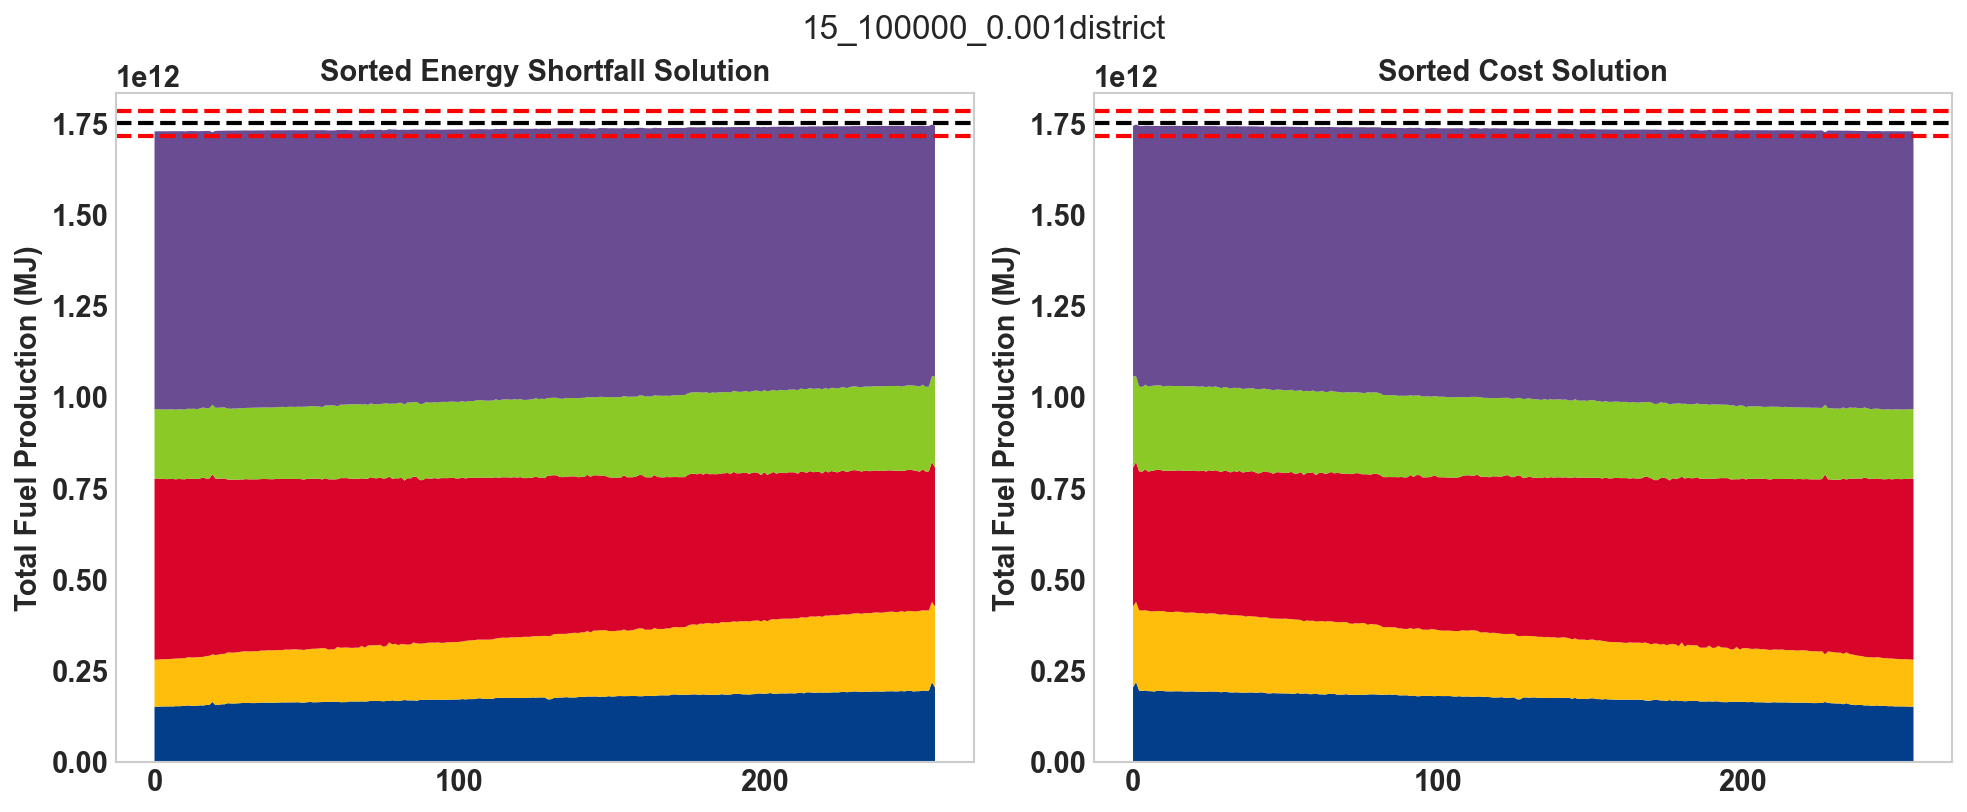 15_100000_0.001district
Sorted Energy Shortfall Solution
1e12
Total Fuel Production (MJ)
1.75
1.50
1.25
1.00
0.75
0.50
0.25
0.00
0 100 200
Sorted Cost Solution
1e12
Total Fuel Production (MJ)
1.75
1.50
1.25
1.00
0.75
0.50
0.25
0.00
0 100 200